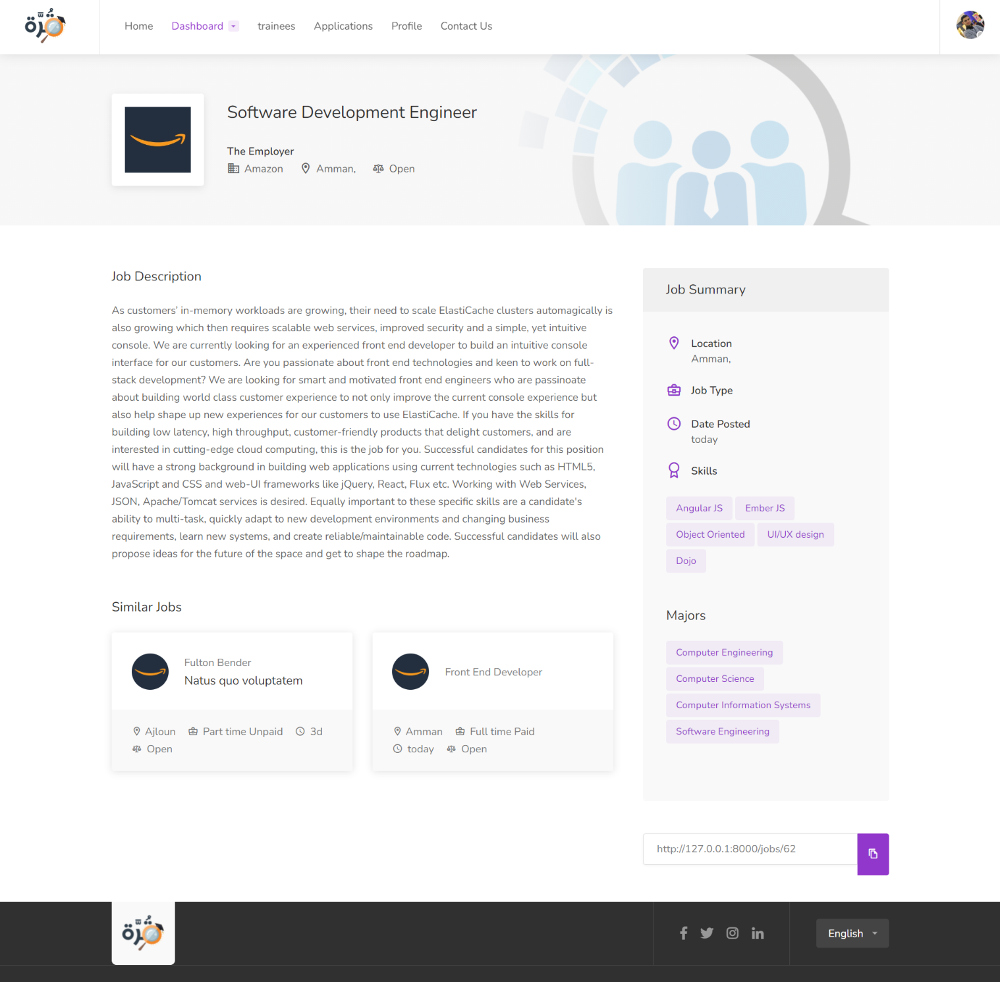 Home Dashboard trainees Applications Profile Contact Us
Software Development Engineer
The Employer
Amazon Amman, Open
Job Description
As customers’ in-memory workloads are growing, their need to scale ElastiCache clusters automagically is
also growing which then requires scalable web services, improved security and a simple, yet intuitive
console. We are currently looking for an experienced front end developer to build an intuitive console
interface for our customers. Are you passionate about front end technologies and keen to work on full-
stack development? We are looking for smart and motivated front end engineers who are passinoate
about building world class customer experience to not only improve the current console experience but
also help shape up new experiences for our customers to use ElastiCache. If you have the skills for
building low latency, high throughput, customer-friendly products that delight customers, and are
interested in cutting-edge cloud computing, this is the job for you. Successful candidates for this position
will have a strong background in building web applications using current technologies such as HTML5,
JavaScript and CSS and web-UI frameworks like jQuery, React, Flux etc. Working with Web Services,
JSON, Apache/Tomcat services is desired. Equally important to these specific skills are a candidate's
ability to multi-task, quickly adapt to new development environments and changing business
requirements, learn new systems, and create reliable/maintainable code. Successful candidates will also
propose ideas for the future of the space and get to shape the roadmap.
Similar Jobs
Fulton Bender
Natus quo voluptatem
Ajloun Part time Unpaid 3d
Open
Front End Developer
Amman Full time Paid
today Open
Job Summary
Location
Amman,
Job Type
Date Posted
today
Skills
Angular JS Ember JS
Object Oriented UI/UX design
Dojo
Majors
Computer Engineering
Computer Science
Computer Information Systems
Software Engineering
http://127.0.0.1:8000/jobs/62
English